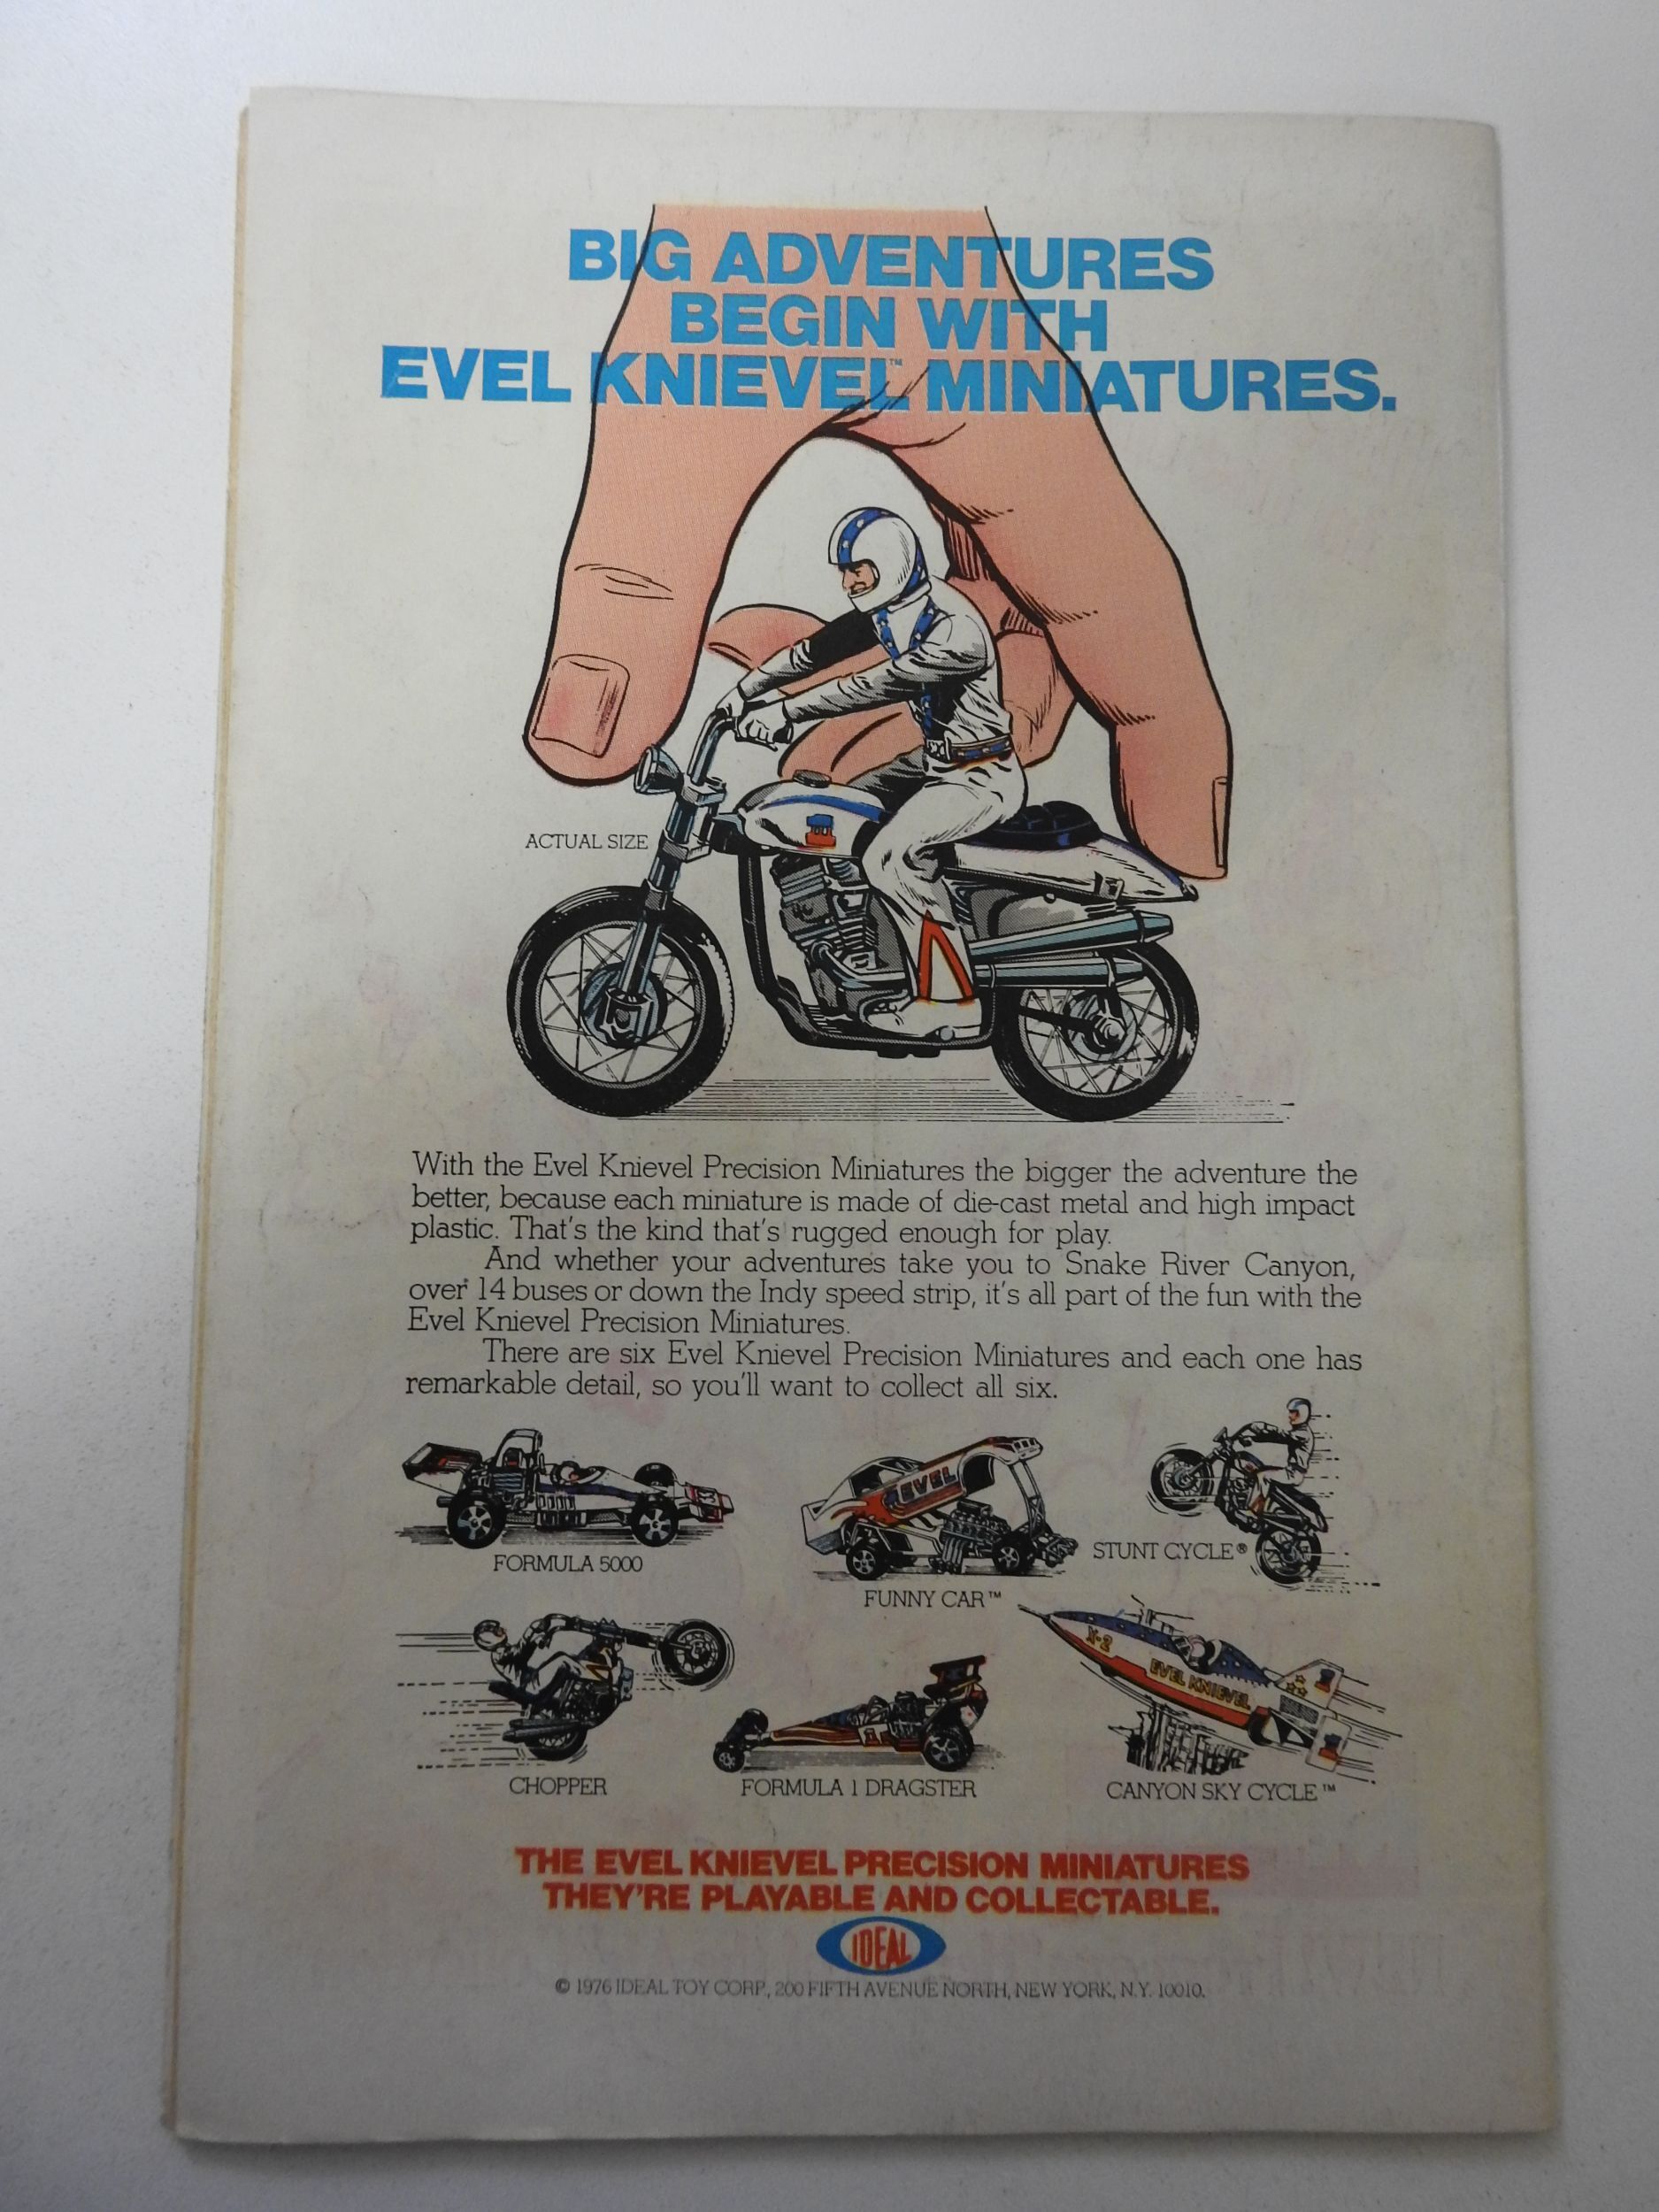 BIG ADVENTURES
BEGIN WITH
EVEL KNIEVEL™ MINIATURES.
ACTUAL SIZE
With the Evel Knievel Precision Miniatures the bigger the adventure the
better, because each miniature is made of die-cast metal and high impact
plastic. That's the kind that's rugged enough for play.
And whether your adventures take you to Snake River Canyon,
over 14 buses or down the Indy speed strip, it's all part of the fun with the
Evel Knievel Precision Miniatures.
There are six Evel Knievel Precision Miniatures and each one has
remarkable detail, so you'll want to collect all six.
EVEL
FORMULA 5000
STUNT CYCLE®
FUNNY CAR™
X-2
EVEL KNIEVEL
1
CHOPPER
FORMULA 1 DRAGSTER
CANYON SKY CYCLE™
THE EVEL KNIEVEL PRECISION MINIATURES
THEY'RE PLAYABLE AND COLLECTABLE.
IDEAL
© 1976 IDEAL TOY CORP., 200 FIFTH AVENUE NORTH, NEW YORK, N.Y. 10010.